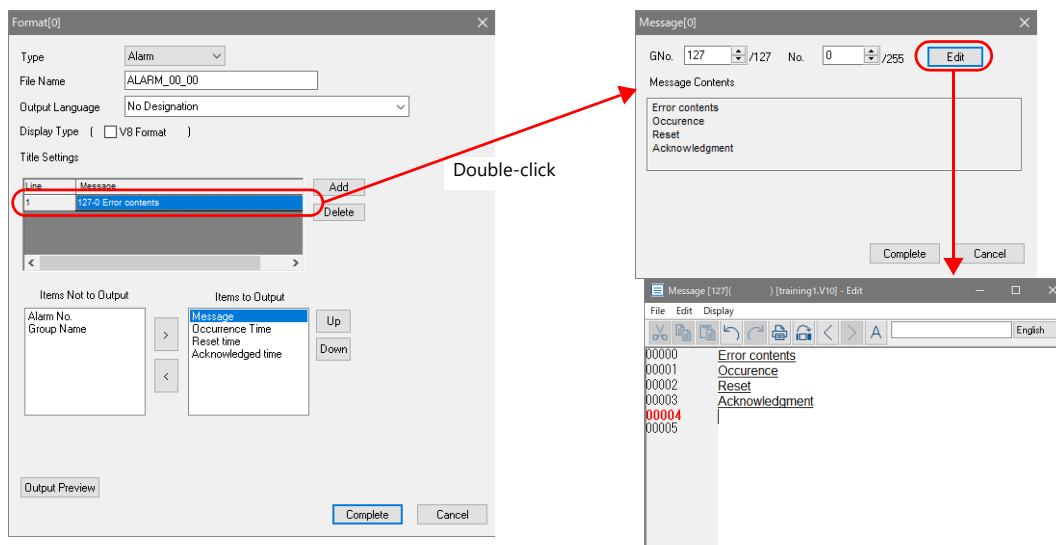 Format[0]
Type Alarm
File Name ALARM_00_00
Output Language No Designation
Display Type ( V8 Format )
Title Settings
Line Message
1 127-0 Error contents
Add
Delete
Items Not to Output
Alarm No.
Group Name
>
<
Items to Output
Message
Occurrence Time
Reset time
Acknowledged time
Up
Down
Output Preview
Complete Cancel
Double-click
Message[0]
GNo. 127 /127 No. 0 /255 Edit
Message Contents
Error contents
Occurence
Reset
Acknowledgment
Complete Cancel
Message [127]( ) [training1.V10] - Edit
File Edit Display
A English
00000 Error contents
00001 Occurence
00002 Reset
00003 Acknowledgment
00004
00005